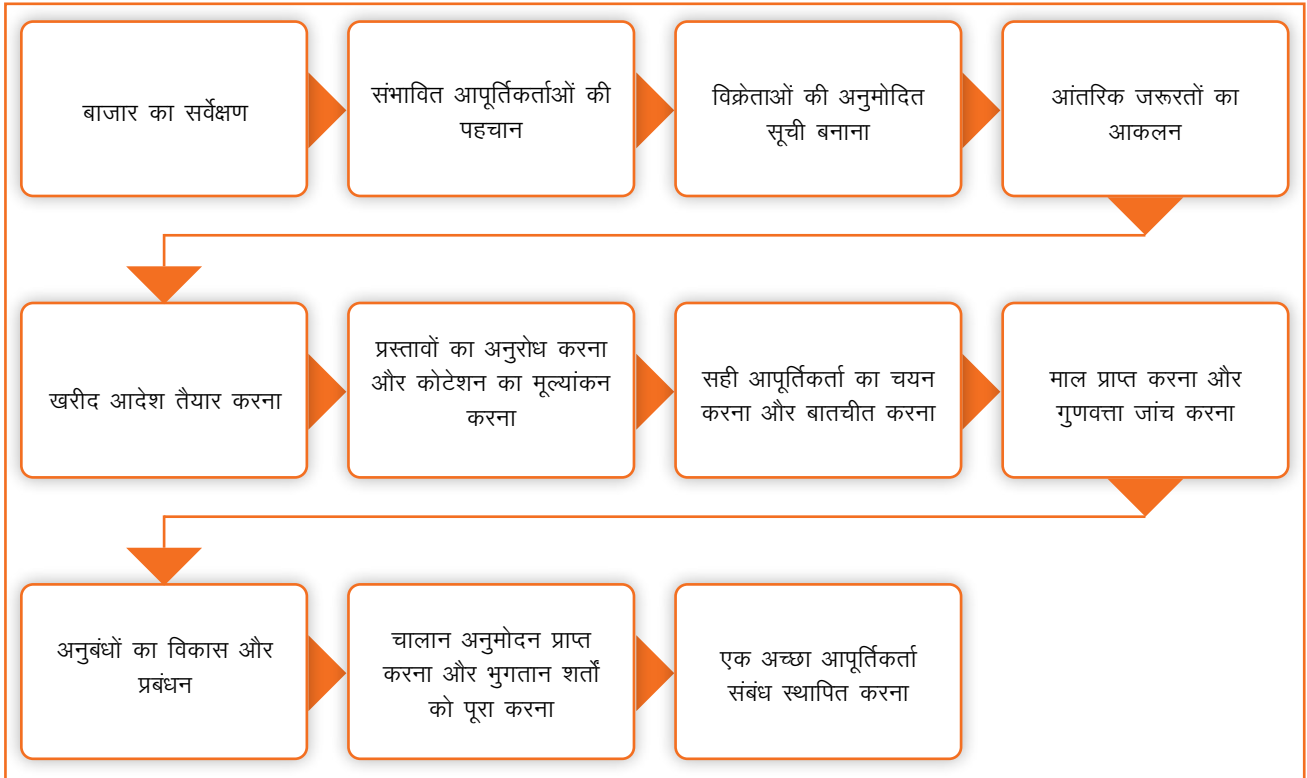 बाजार का सर्वेक्षण
संभावित आपूर्तिकर्ताओं की
पहचान
विक्रेताओं की अनुमोदित
सूची बनाना
आंतरिक जरूरतों का
आकलन
खरीद आदेश तैयार करना
प्रस्तावों का अनुरोध करना
और कोटेशन का मूल्यांकन
करना
सही आपूर्तिकर्ता का चयन
करना और बातचीत करना
माल प्राप्त करना और
गुणवत्ता जांच करना
अनुबंधों का विकास और
प्रबंधन
चालान अनुमोदन प्राप्त
करना और भुगतान शर्तों
को पूरा करना
एक अच्छा आपूर्तिकर्ता
संबंध स्थापित करना